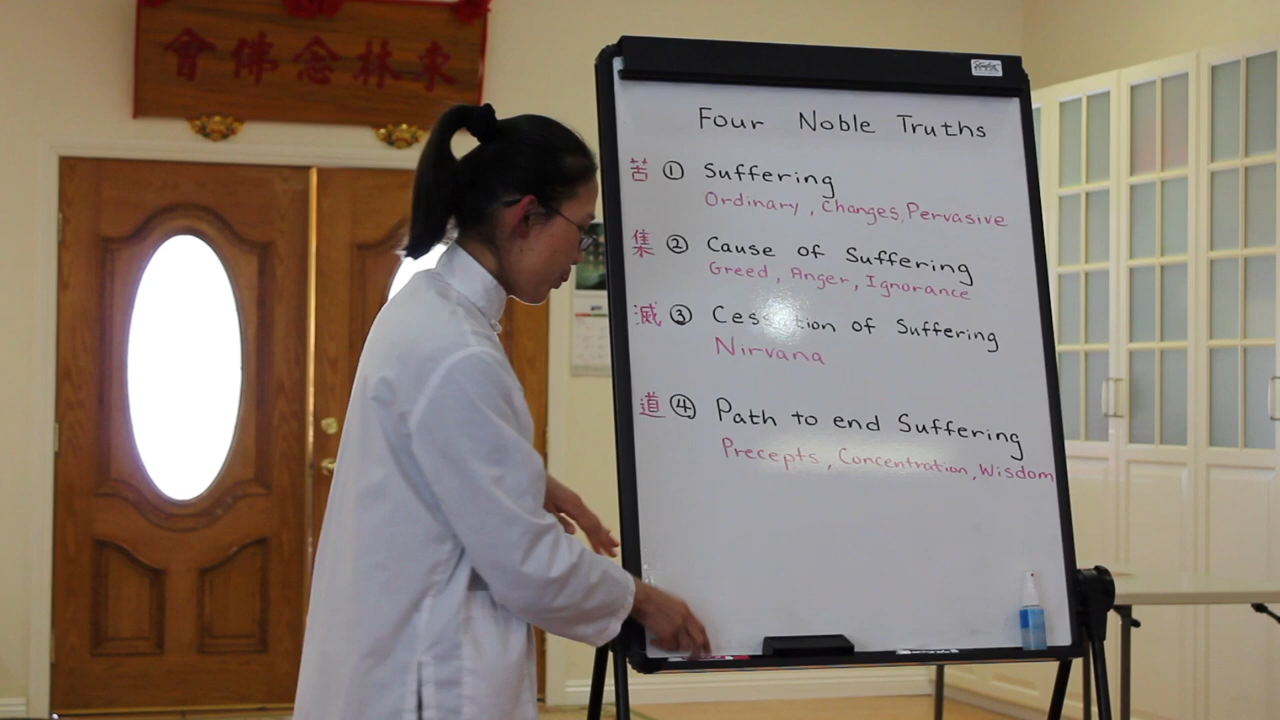 會佛念林東
Four Noble Truths
苦 ① Suffering
Ordinary, Changes, Pervasive
集 ② Cause of Suffering
Greed, Anger, Ignorance
滅 ③ Cessation of Suffering
Nirvana
道 ④ Path to end Suffering
Precepts, Concentration, Wisdom